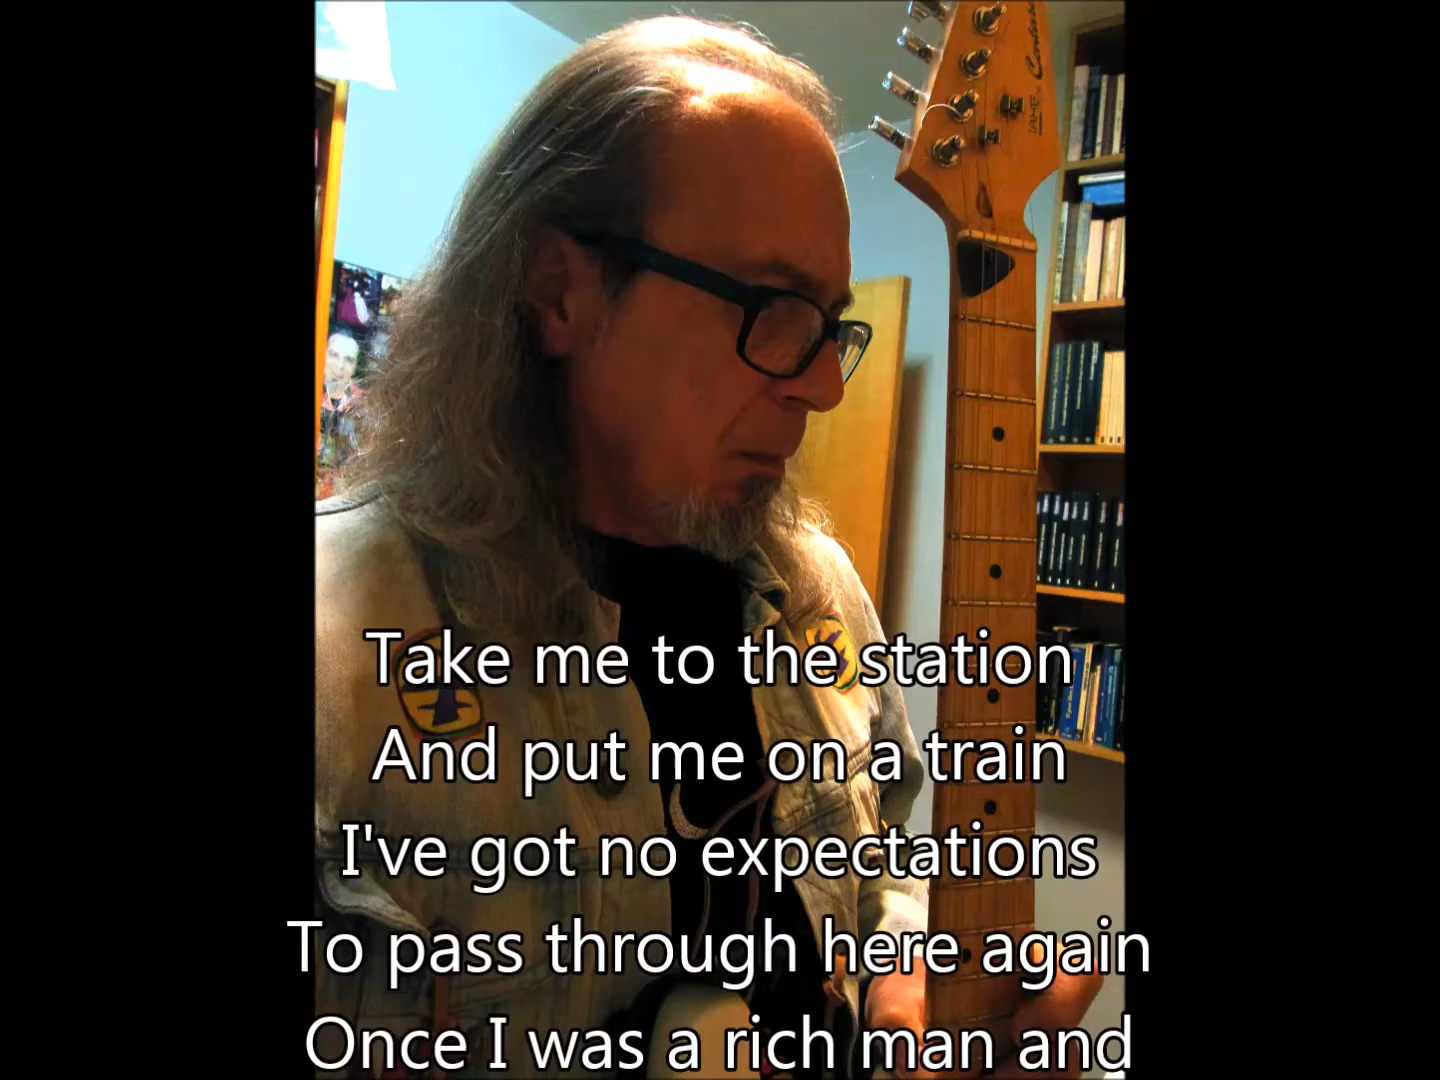 Take me to the station
And put me on a train
I've got no expectations
To pass through here again
Once I was a rich man and